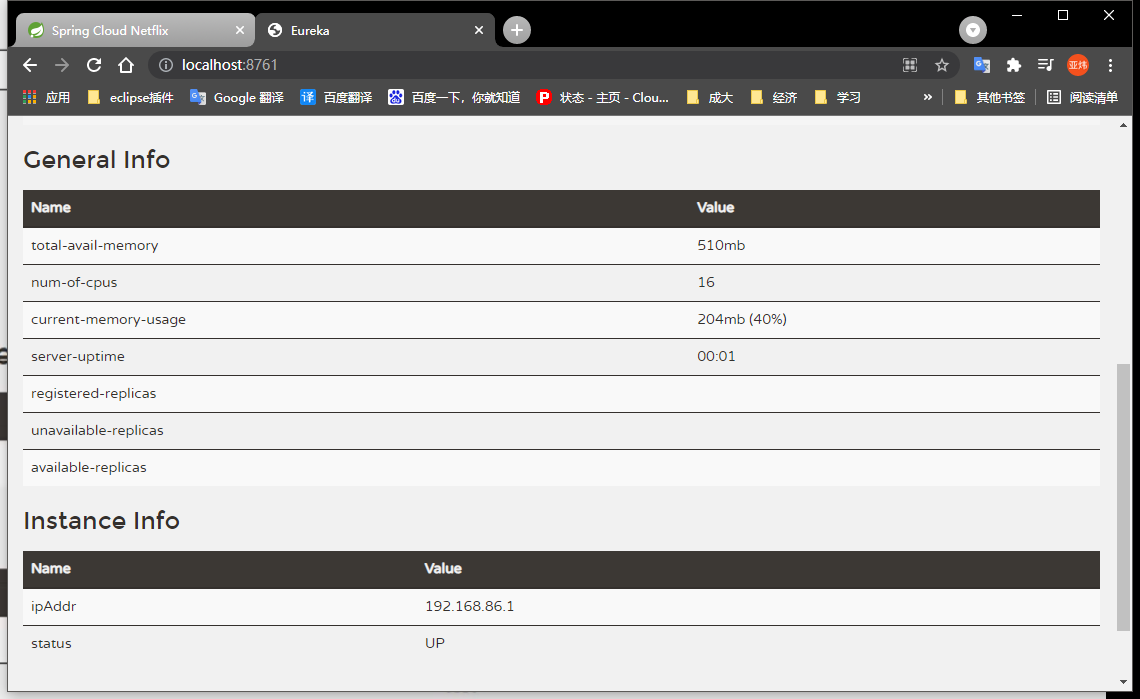 Spring Cloud Netflix
Eureka
localhost:8761
亚炜
应用
eclipse插件
Google 翻译
译 百度翻译
百度一下，你就知道
P 状态 - 主页 - Clou...
成大
经济
学习
»
其他书签
阅读清单
General Info
Name Value
total-avail-memory 510mb
num-of-cpus 16
current-memory-usage 204mb (40%)
server-uptime 00:01
registered-replicas
unavailable-replicas
available-replicas
Instance Info
Name Value
ipAddr 192.168.86.1
status UP